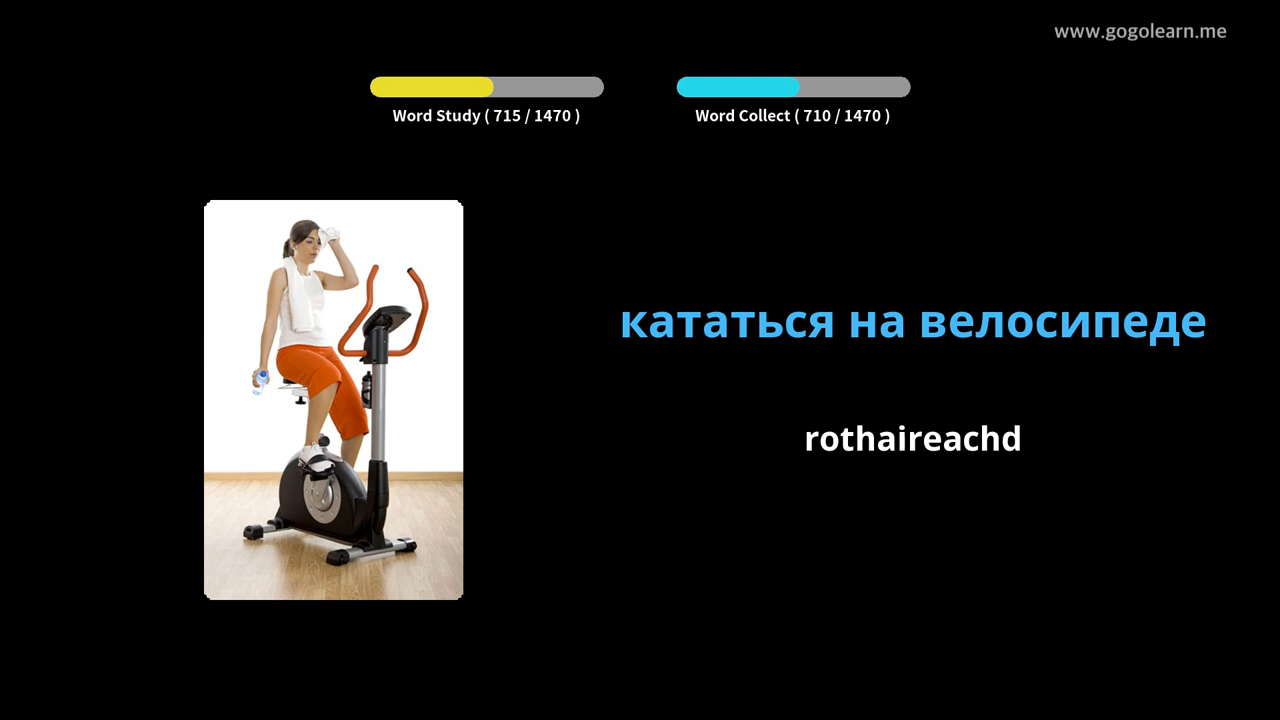 www.gogolearn.me
Word Study ( 715 / 1470 )
Word Collect ( 710 / 1470 )
кататься на велосипеде
rothaireachd